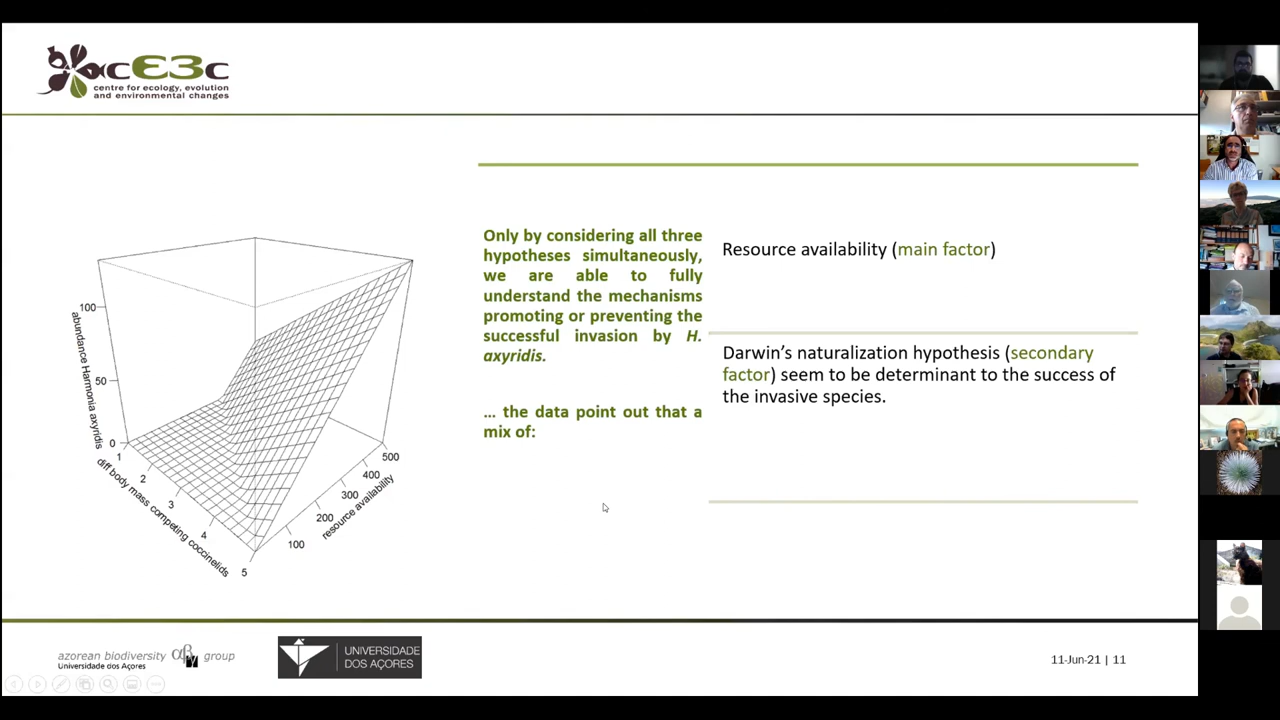 cE3c
centre for ecology, evolution
and environmental changes
Only by considering all three
hypotheses simultaneously,
we are able to fully
understand the mechanisms
promoting or preventing the
successful invasion by H.
axyridis.
… the data point out that a
mix of:
Resource availability (main factor)
Darwin's naturalization hypothesis (secondary
factor) seem to be determinant to the success of
the invasive species.
abundance Harmonia axyridis
100
50
0
1
2
3
4
5
diff body mass competing coccinelids
100
200
300
400
500
resource availability
azorean biodiversity group
Universidade dos Açores
UNIVERSIDADE
DOS AÇORES
11-Jun-21 | 11